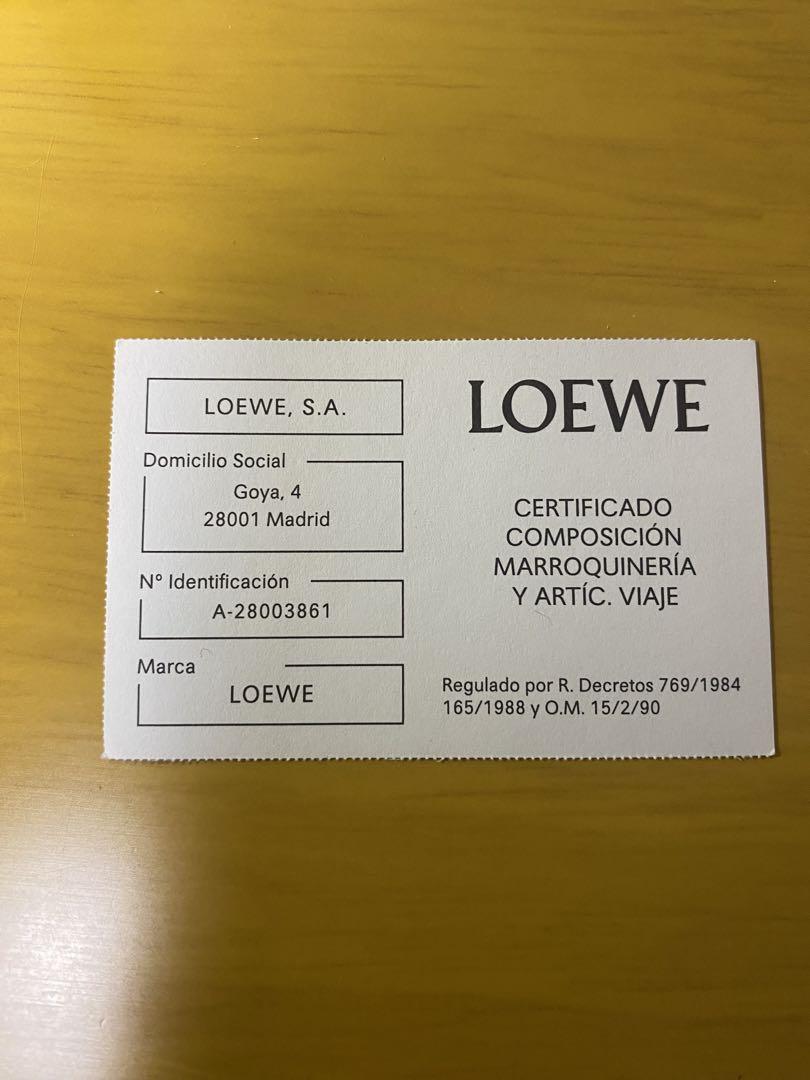 LOEWE, S.A.
Domicilio Social
Goya, 4
28001 Madrid
Nº Identificación
A-28003861
Marca
LOEWE
LOEWE
CERTIFICADO
COMPOSICIÓN
MARROQUINERÍA
Y ARTÍC. VIAJE
Regulado por R. Decretos 769/1984
165/1988 y O.M. 15/2/90